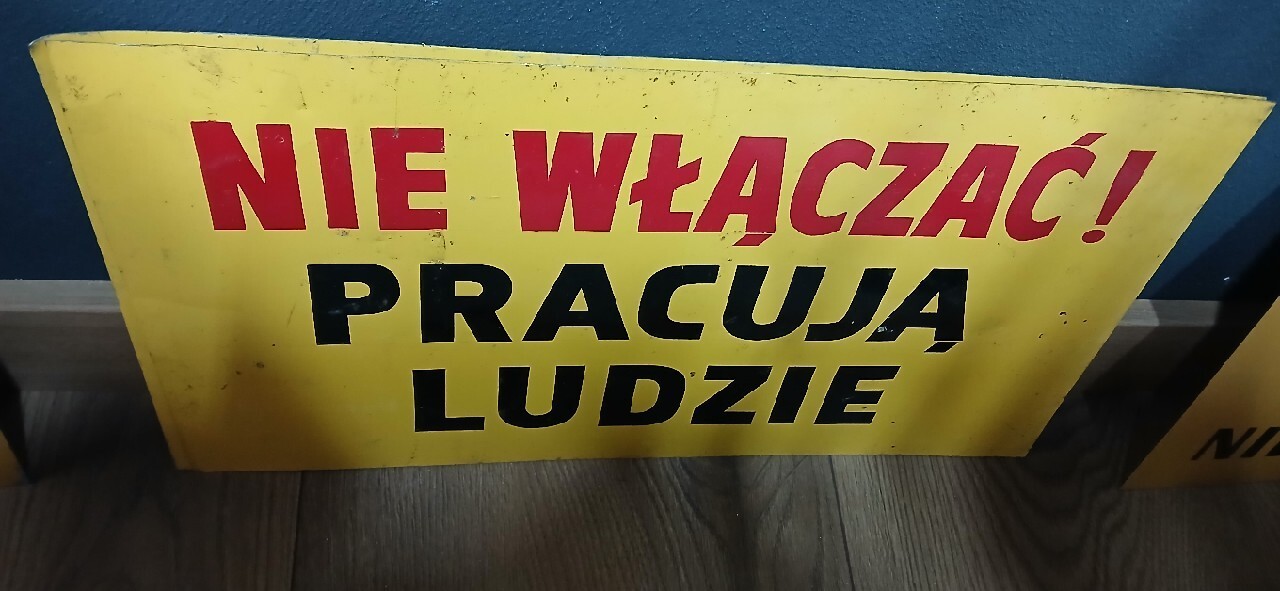 NIE WŁĄCZAĆ!
PRACUJĄ
LUDZIE